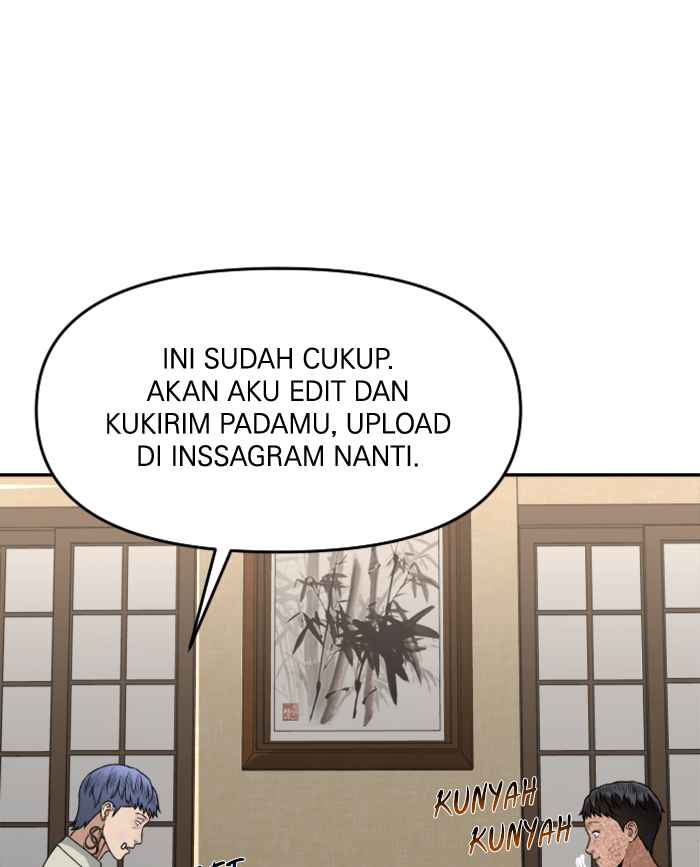 INI SUDAH CUKUP.
AKAN AKU EDIT DAN
KUKIRIM PADAMU, UPLOAD
DI INSSAGRAM NANTI.
KUNYAH
KUNYAH